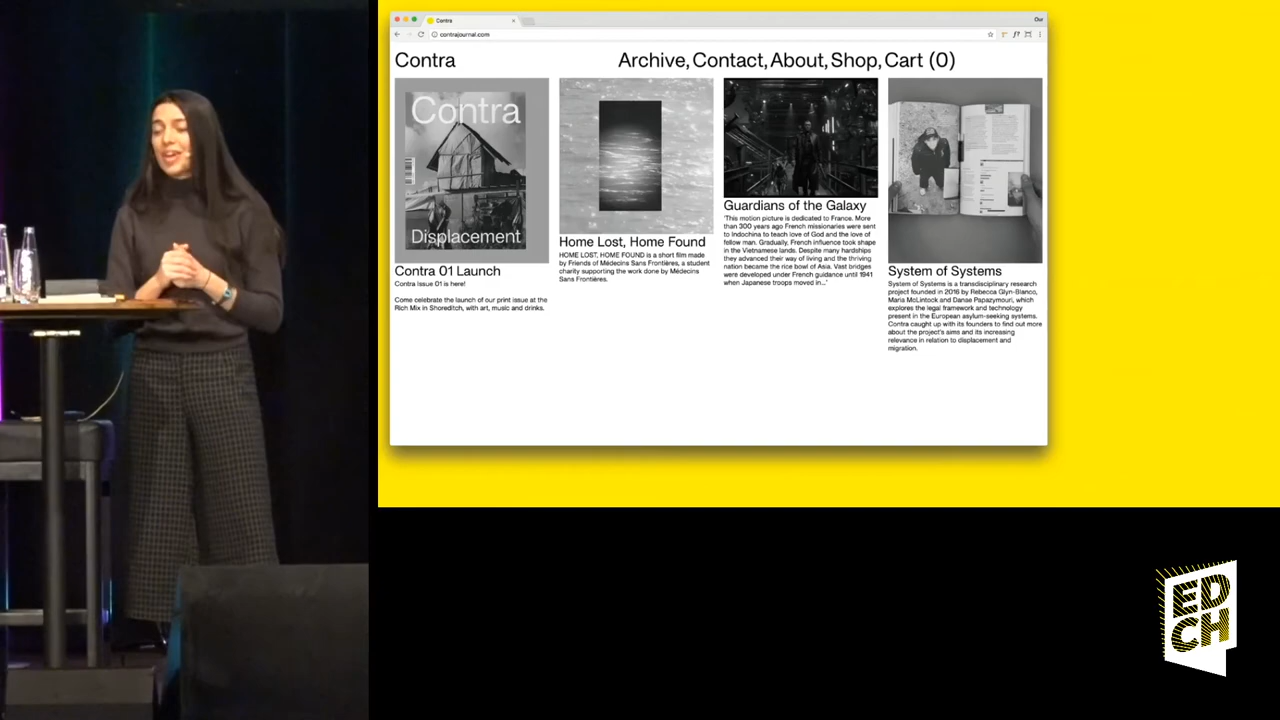 Contra
Our
contrajournal.com
Contra
Archive, Contact, About, Shop, Cart (0)
Contra
Displacement
Contra 01 Launch
Contra Issue 01 is here!
Come celebrate the launch of our print issue at the
Rich Mix in Shoreditch, with art, music and drinks.
Home Lost, Home Found
HOME LOST, HOME FOUND is a short film made
by Friends of Médecins Sans Frontières, a student
charity supporting the work done by Médecins
Sans Frontières.
Guardians of the Galaxy
'This motion picture is dedicated to France. More
than 300 years ago French missionaries were sent
to Indochina to teach love of God and the love of
fellow man. Gradually, French influence took shape
in the Vietnamese lands. Despite many hardships
they advanced their way of living and the thriving
nation became the rice bowl of Asia. Vast bridges
were developed under French guidance until 1941
when Japanese troops moved in...'
System of Systems
System of Systems is a transdisciplinary research
project founded in 2016 by Rebecca Glyn-Blanco,
Maria McLintock and Danae Papazymouri, which
explores the legal framework and technology
present in the European asylum-seeking systems.
Contra caught up with its founders to find out more
about the project's aims and its increasing
relevance in relation to displacement and
migration.
ED
CH